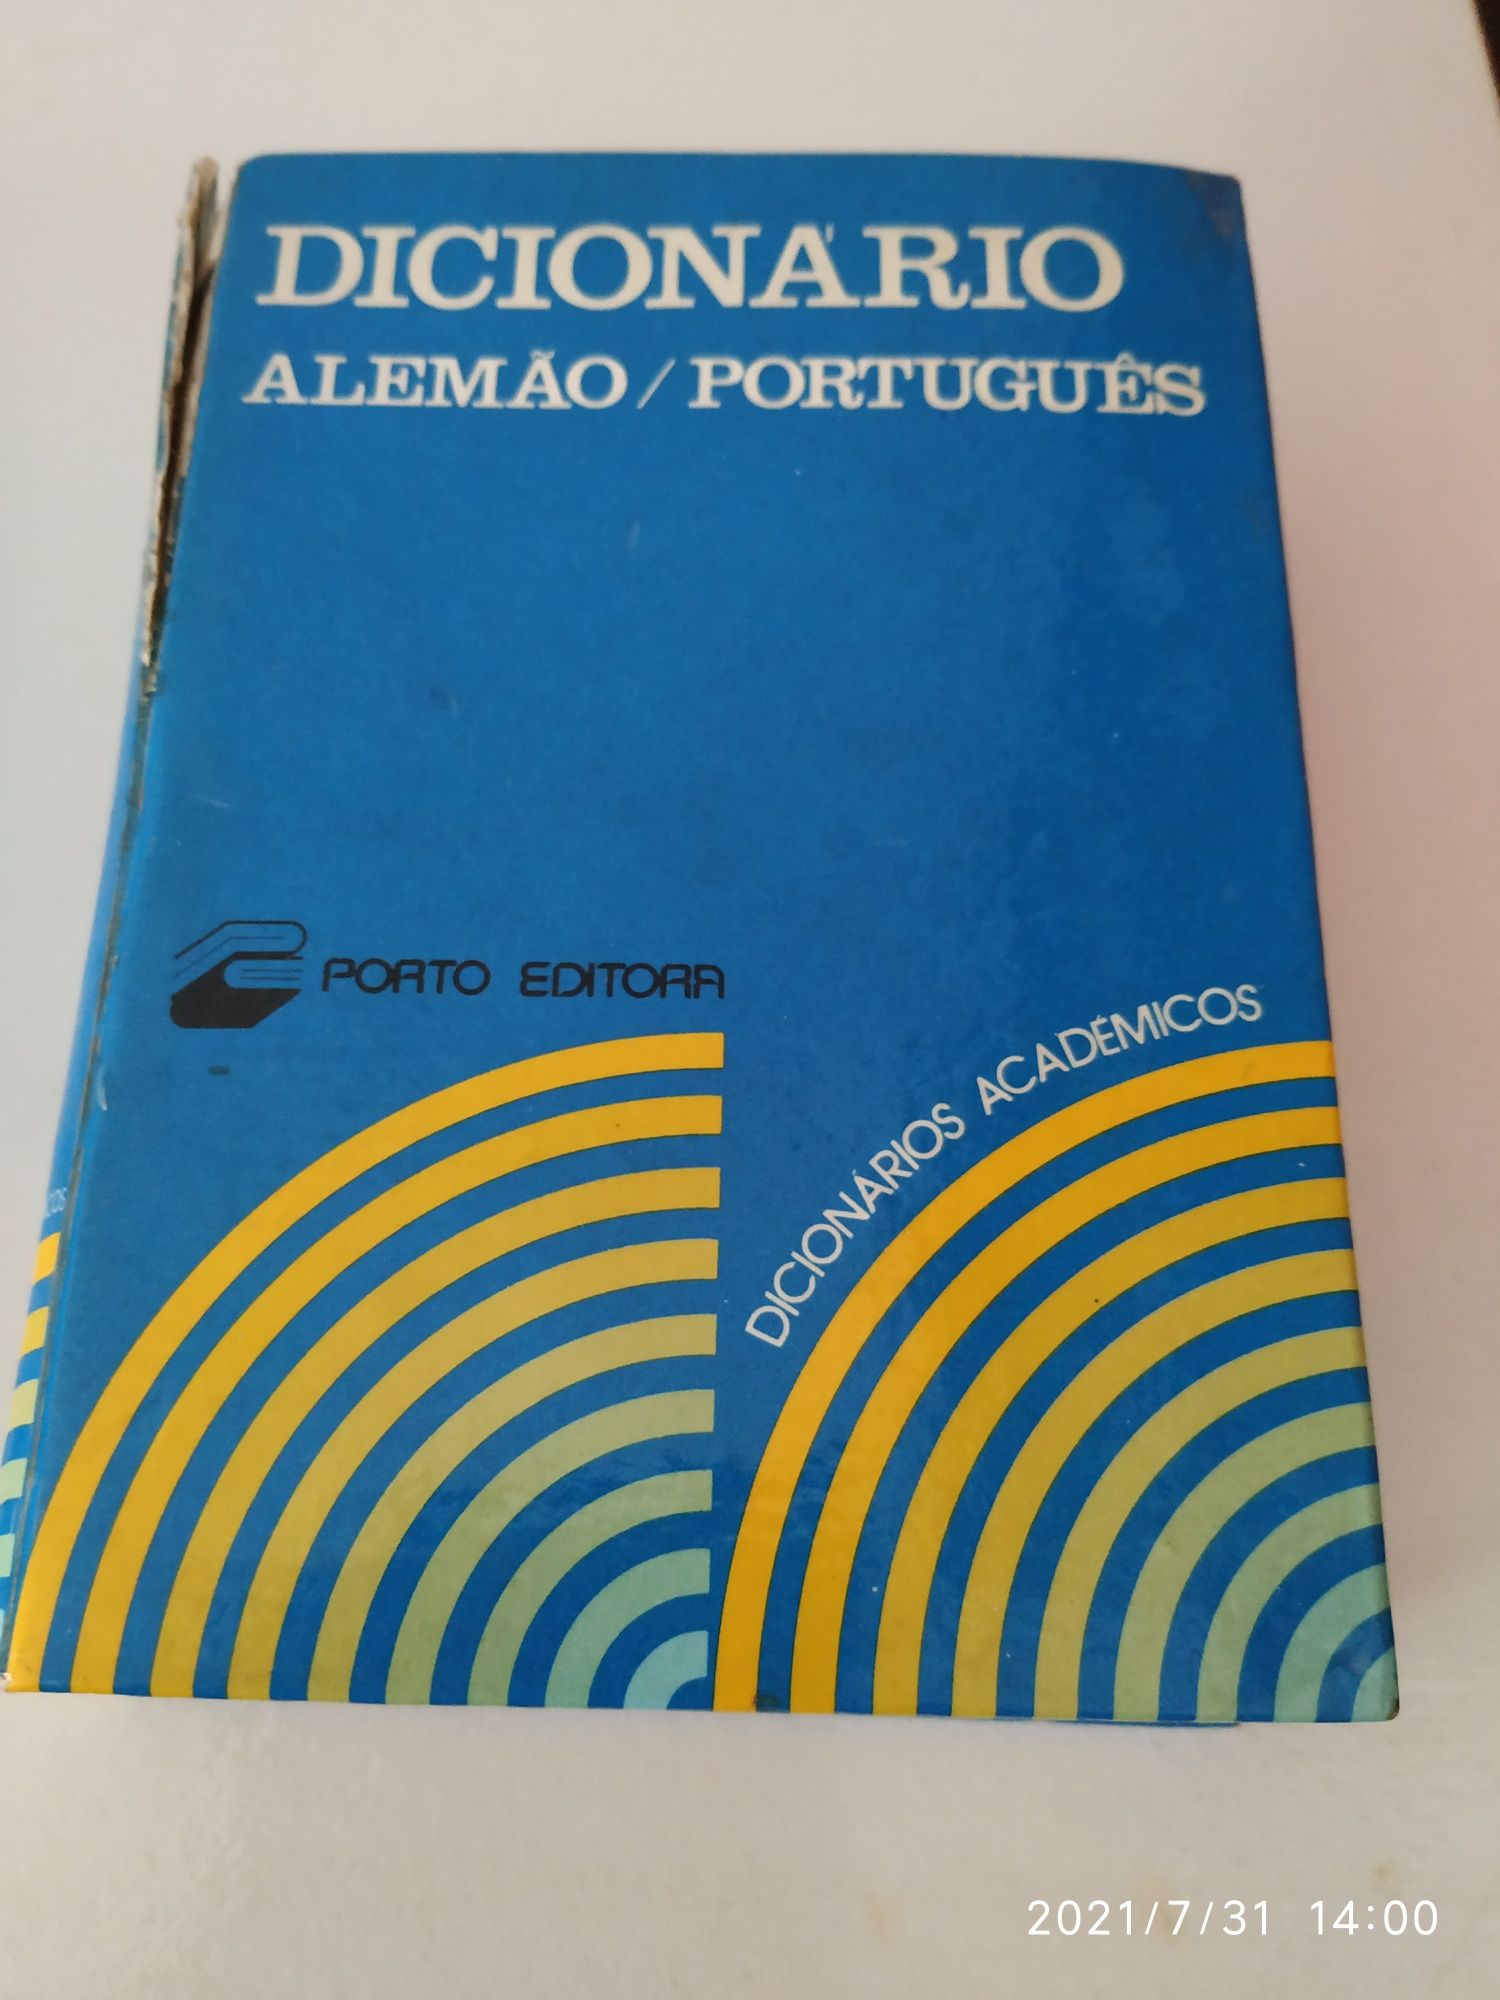 DICIONÁRIO
ALEMÃO / PORTUGUÊS
PORTO EDITORA
DICIONÁRIOS ACADÉMICOS
2021/7/31 14:00